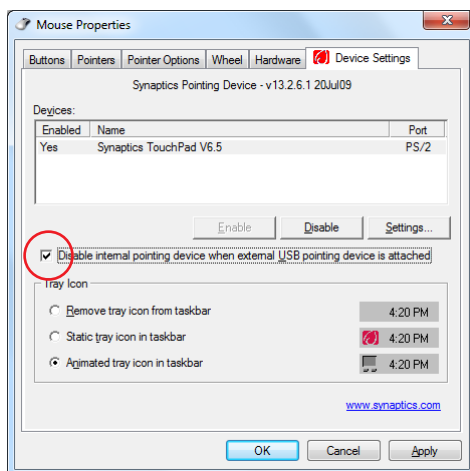 Mouse Properties
Buttons Pointers Pointer Options Wheel Hardware Device Settings
Synaptics Pointing Device - v13.2.6.1 20Jul09
Devices:
Enabled Name Port
Yes Synaptics TouchPad V6.5 PS/2
Enable Disable Settings...
Disable internal pointing device when external USB pointing device is attached
Tray Icon
Remove tray icon from taskbar 4:20 PM
Static tray icon in taskbar 4:20 PM
Animated tray icon in taskbar 4:20 PM
www.synaptics.com
OK Cancel Apply